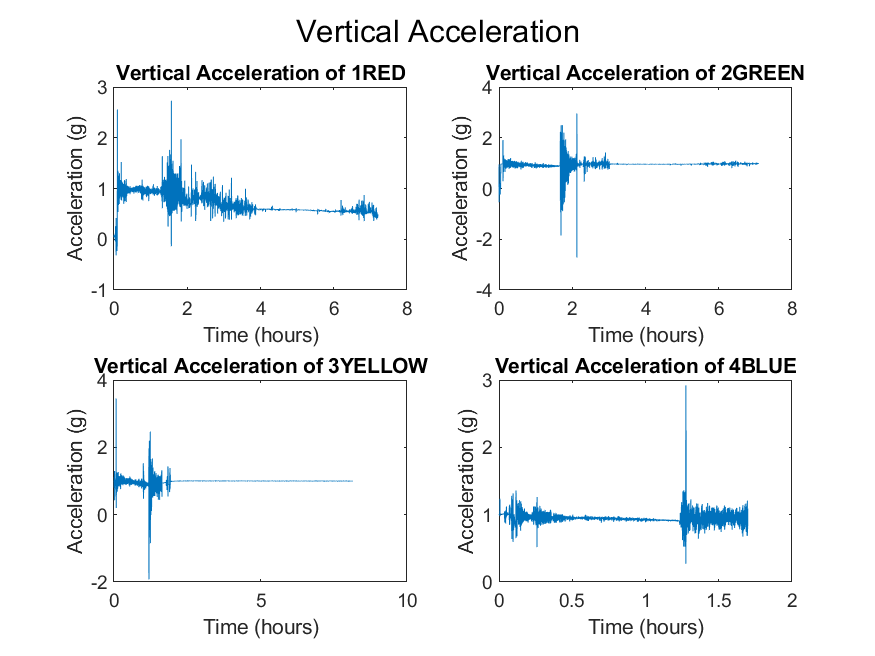 Vertical Acceleration
Vertical Acceleration of 1RED
3
2
1
0
-1
Acceleration (g)
0 2 4 6 8
Time (hours)
Vertical Acceleration of 2GREEN
4
2
0
-2
-4
Acceleration (g)
0 2 4 6 8
Time (hours)
Vertical Acceleration of 3YELLOW
4
2
0
-2
Acceleration (g)
0 5 10
Time (hours)
Vertical Acceleration of 4BLUE
3
2
1
0
Acceleration (g)
0 0.5 1 1.5 2
Time (hours)